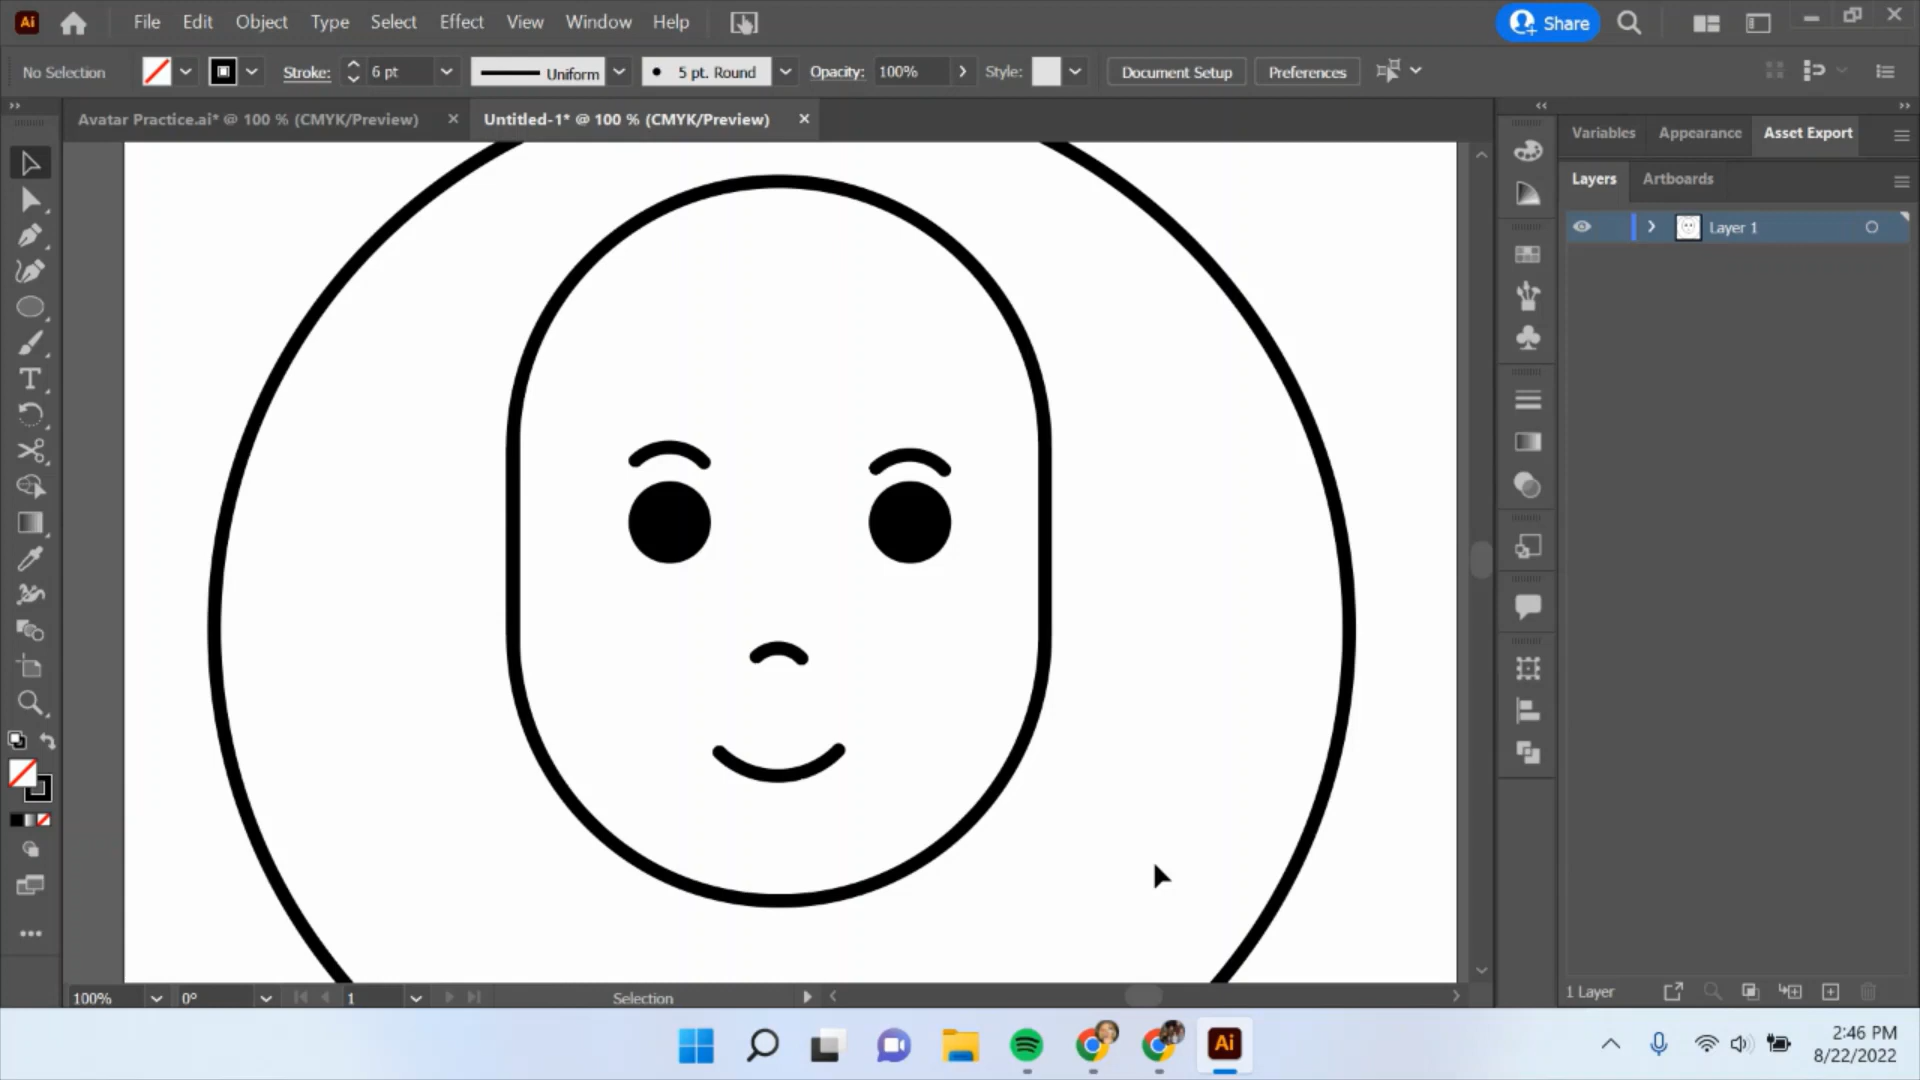 Ai File Edit Object Type Select Effect View Window Help Share
No Selection Stroke: 6 pt Uniform 5 pt. Round Opacity: 100% Style: Document Setup Preferences
Avatar Practice.ai* @ 100 % (CMYK/Preview) Untitled-1* @ 100 % (CMYK/Preview)
Variables Appearance Asset Export
Layers Artboards
Layer 1
T
1 Layer
100% 0° 1 Selection
Ai
2:46 PM
8/22/2022